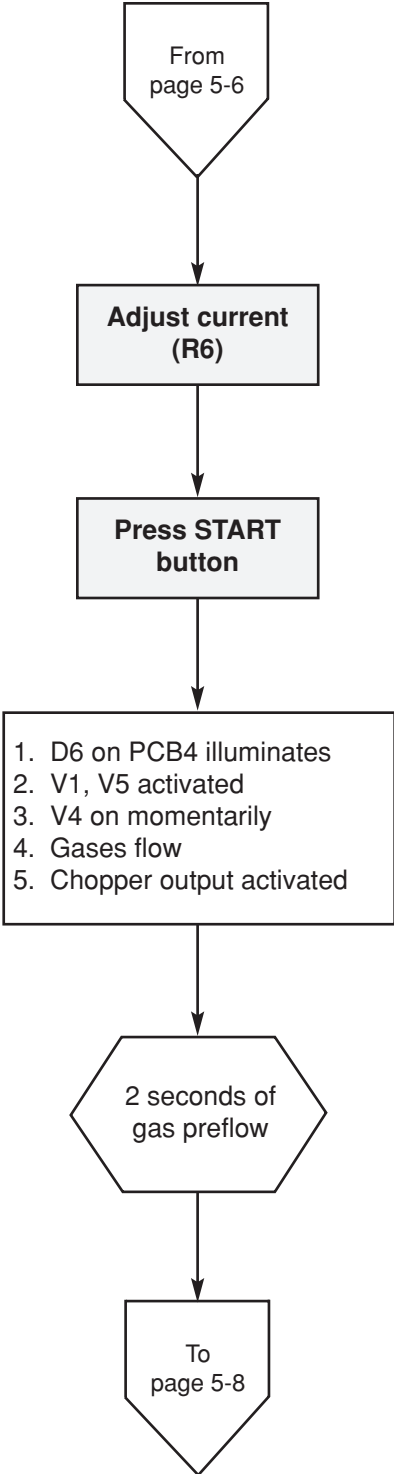 From
page 5-6
Adjust current
(R6)
Press START
button
1. D6 on PCB4 illuminates
2. V1, V5 activated
3. V4 on momentarily
4. Gases flow
5. Chopper output activated
2 seconds of
gas preflow
To
page 5-8